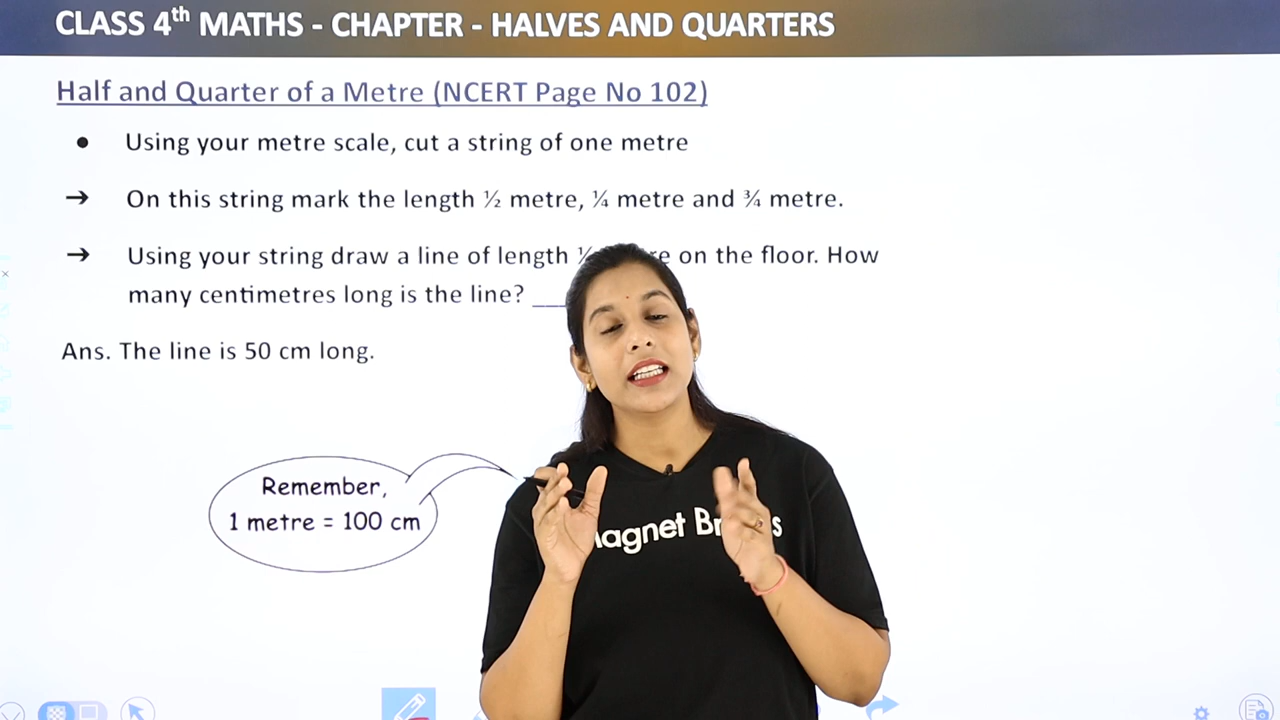 CLASS 4th MATHS - CHAPTER - HALVES AND QUARTERS
Half and Quarter of a Metre (NCERT Page No 102)
● Using your metre scale, cut a string of one metre
→ On this string mark the length ½ metre, ¼ metre and ¾ metre.
→ Using your string draw a line of length on the floor. How
many centimetres long is the line? ___
Ans. The line is 50 cm long.
Remember,
1 metre = 100 cm
agnet Br s